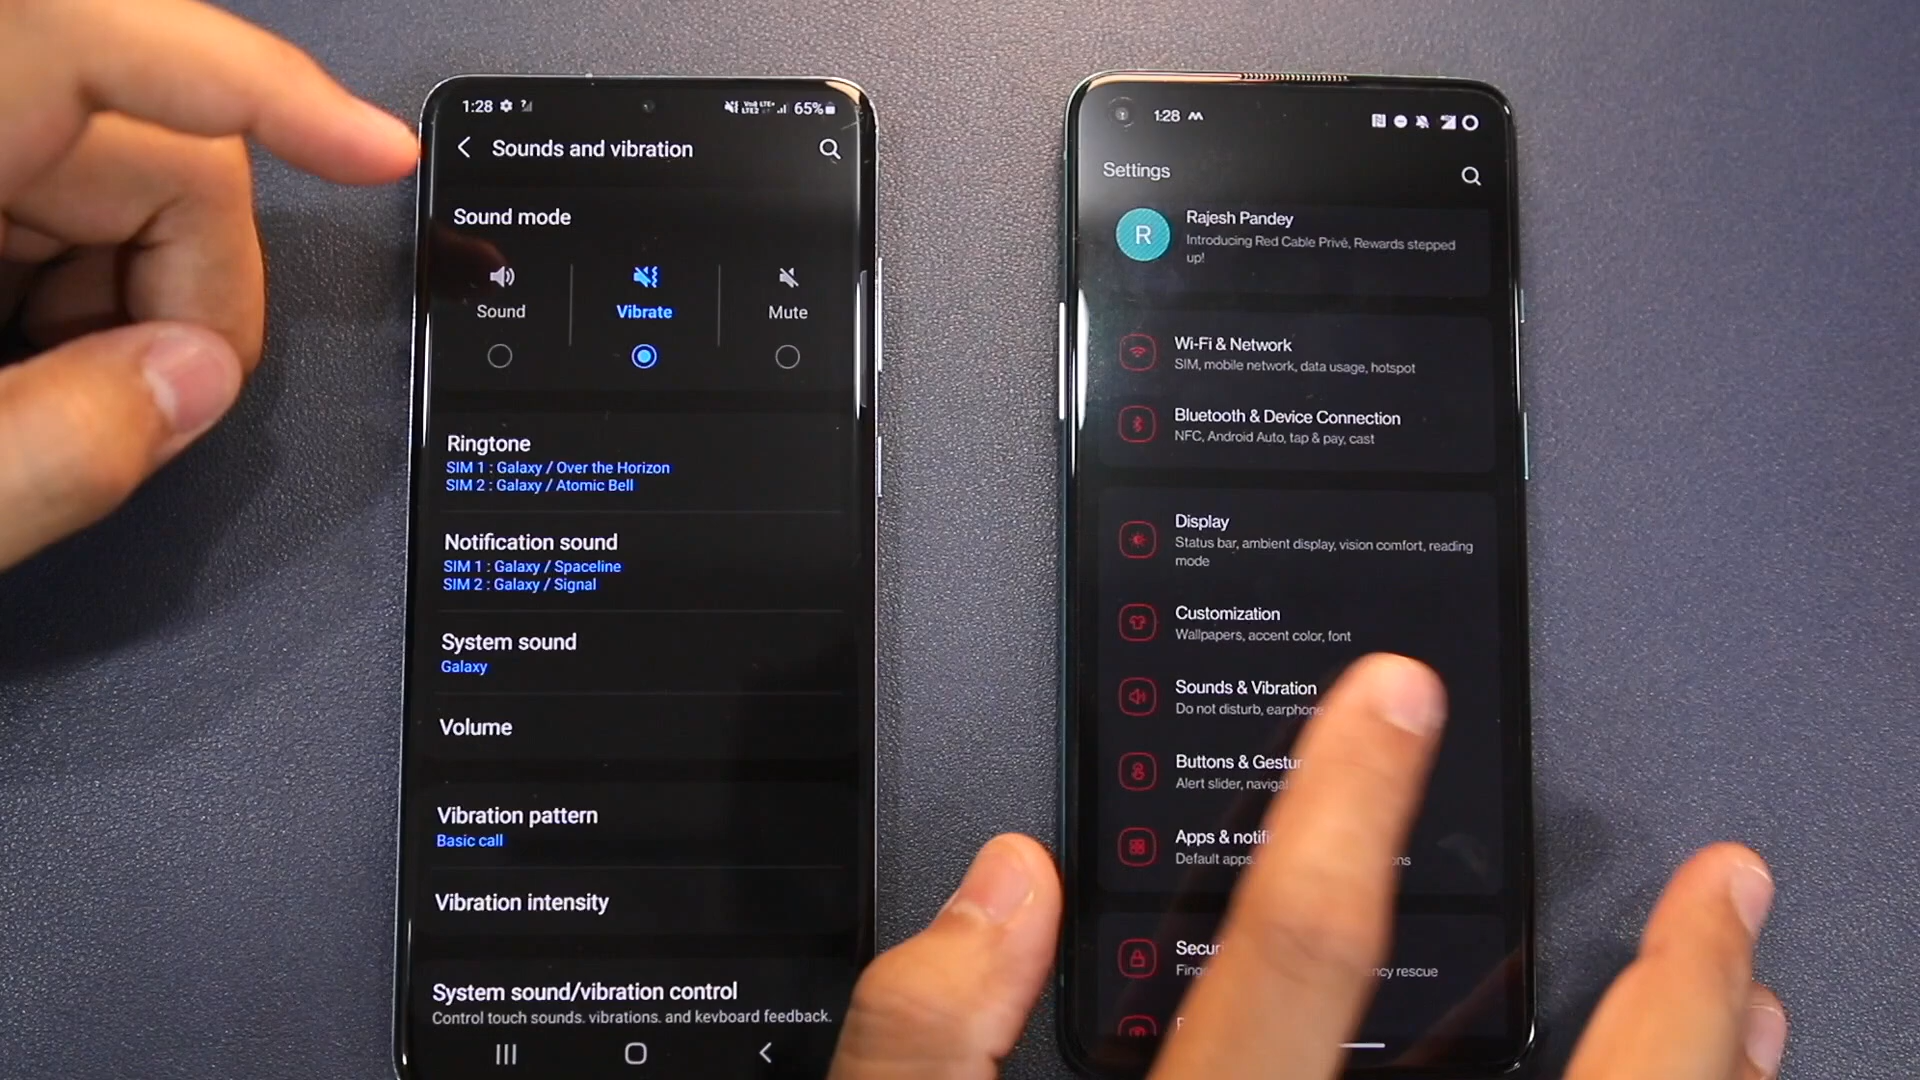 1:28
65%
Sounds and vibration
Sound mode
Sound
Vibrate
Mute
Ringtone
SIM 1 : Galaxy / Over the Horizon
SIM 2 : Galaxy / Atomic Bell
Notification sound
SIM 1 : Galaxy / Spaceline
SIM 2 : Galaxy / Signal
System sound
Galaxy
Volume
Vibration pattern
Basic call
Vibration intensity
System sound/vibration control
Control touch sounds, vibrations, and keyboard feedback.
1:28
Settings
R
Rajesh Pandey
Introducing Red Cable Privé, Rewards stepped
up!
Wi-Fi & Network
SIM, mobile network, data usage, hotspot
Bluetooth & Device Connection
NFC, Android Auto, tap & pay, cast
Display
Status bar, ambient display, vision comfort, reading
mode
Customization
Wallpapers, accent color, font
Sounds & Vibration
Do not disturb, earphone
Buttons & Gestur
Alert slider, naviga
Apps & notifi
Default apps, ons
Secur
Fing ncy rescue